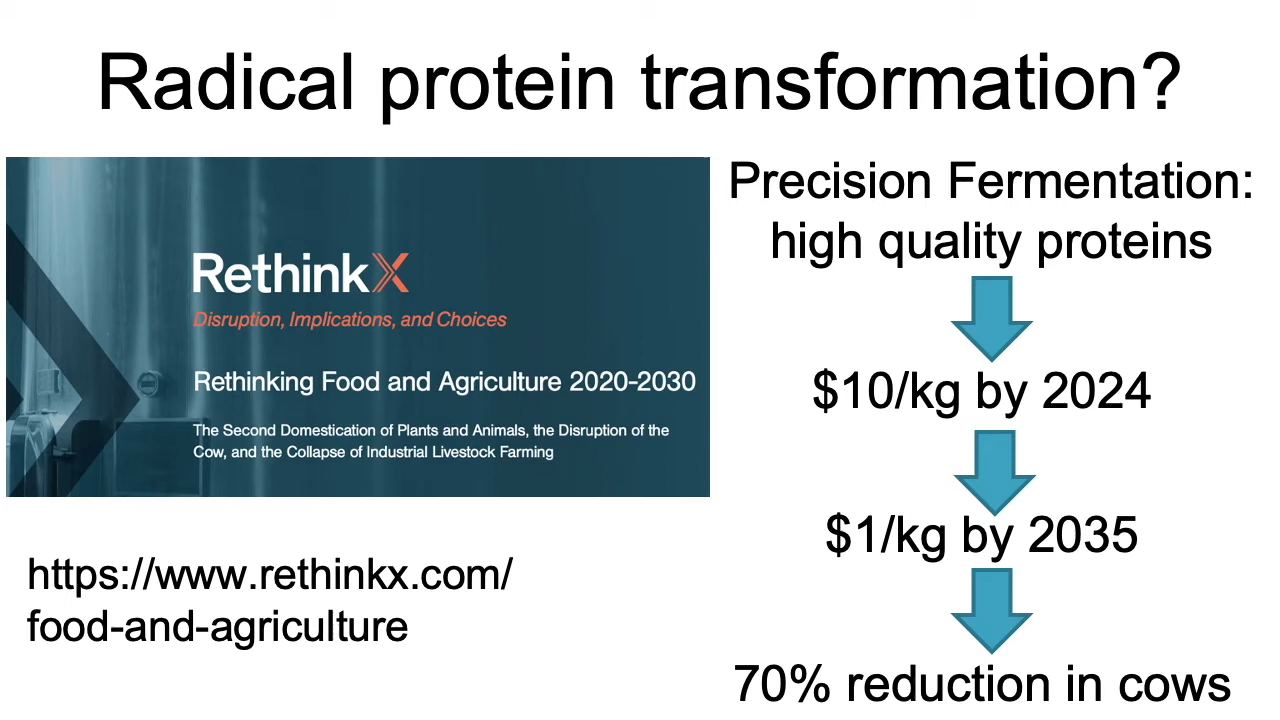 Radical protein transformation?
RethinkX
Disruption, Implications, and Choices
Rethinking Food and Agriculture 2020-2030
The Second Domestication of Plants and Animals, the Disruption of the
Cow, and the Collapse of Industrial Livestock Farming
https://www.rethinkx.com/
food-and-agriculture
Precision Fermentation:
high quality proteins
$10/kg by 2024
$1/kg by 2035
70% reduction in cows